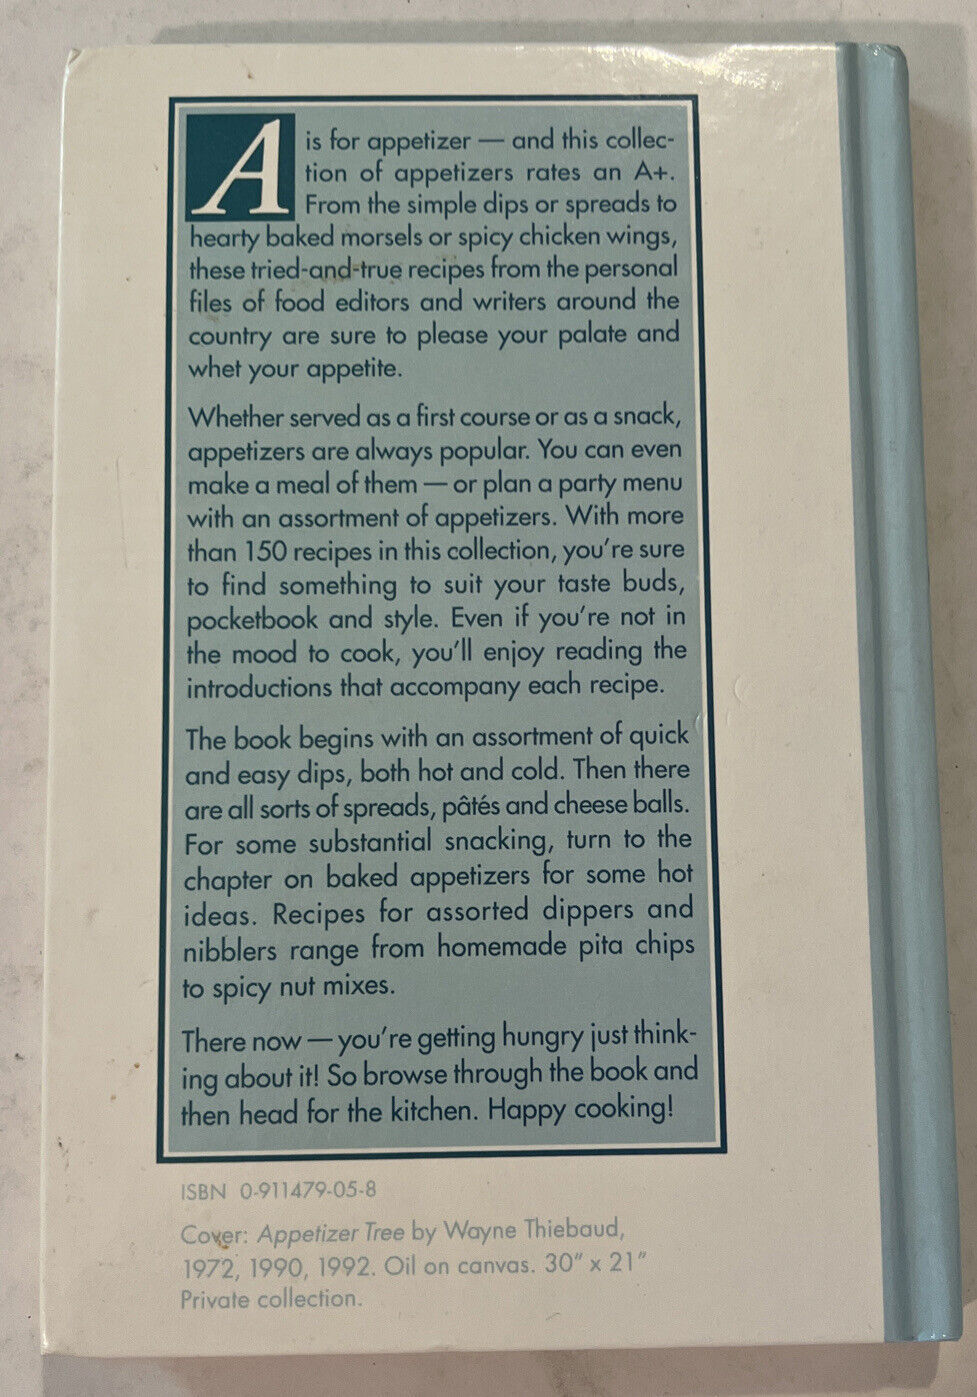 A is for appetizer — and this collec-
tion of appetizers rates an A+.
From the simple dips or spreads to
hearty baked morsels or spicy chicken wings,
these tried-and-true recipes from the personal
files of food editors and writers around the
country are sure to please your palate and
whet your appetite.
Whether served as a first course or as a snack,
appetizers are always popular. You can even
make a meal of them — or plan a party menu
with an assortment of appetizers. With more
than 150 recipes in this collection, you're sure
to find something to suit your taste buds,
pocketbook and style. Even if you're not in
the mood to cook, you'll enjoy reading the
introductions that accompany each recipe.
The book begins with an assortment of quick
and easy dips, both hot and cold. Then there
are all sorts of spreads, pâtés and cheese balls.
For some substantial snacking, turn to the
chapter on baked appetizers for some hot
ideas. Recipes for assorted dippers and
nibblers range from homemade pita chips
to spicy nut mixes.
There now — you're getting hungry just think-
ing about it! So browse through the book and
then head for the kitchen. Happy cooking!
ISBN 0-911479-05-8
Cover: Appetizer Tree by Wayne Thiebaud,
1972, 1990, 1992. Oil on canvas. 30" x 21"
Private collection.